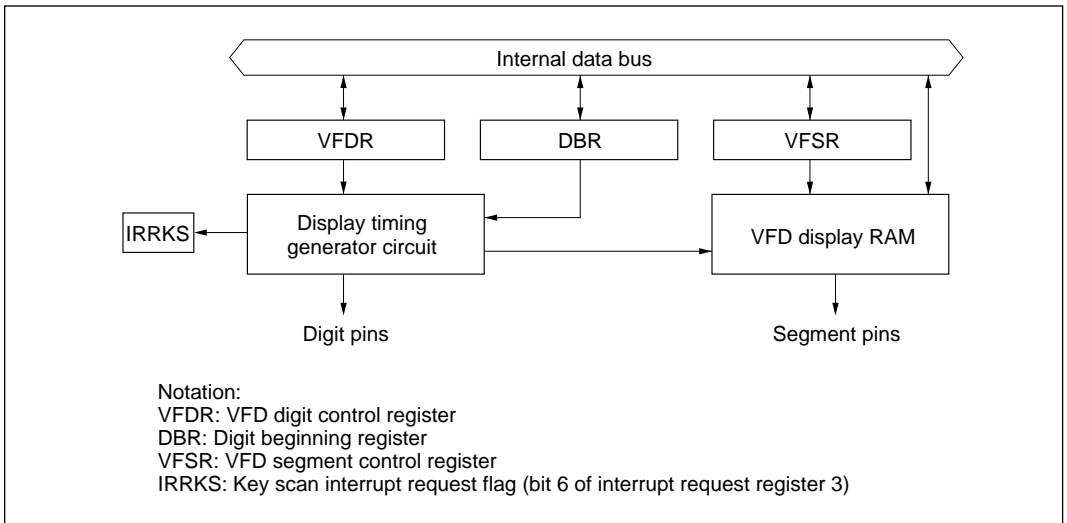 Internal data bus
VFDR
DBR
VFSR
IRRKS
Display timing
generator circuit
VFD display RAM
Digit pins
Segment pins
Notation:
VFDR: VFD digit control register
DBR: Digit beginning register
VFSR: VFD segment control register
IRRKS: Key scan interrupt request flag (bit 6 of interrupt request register 3)